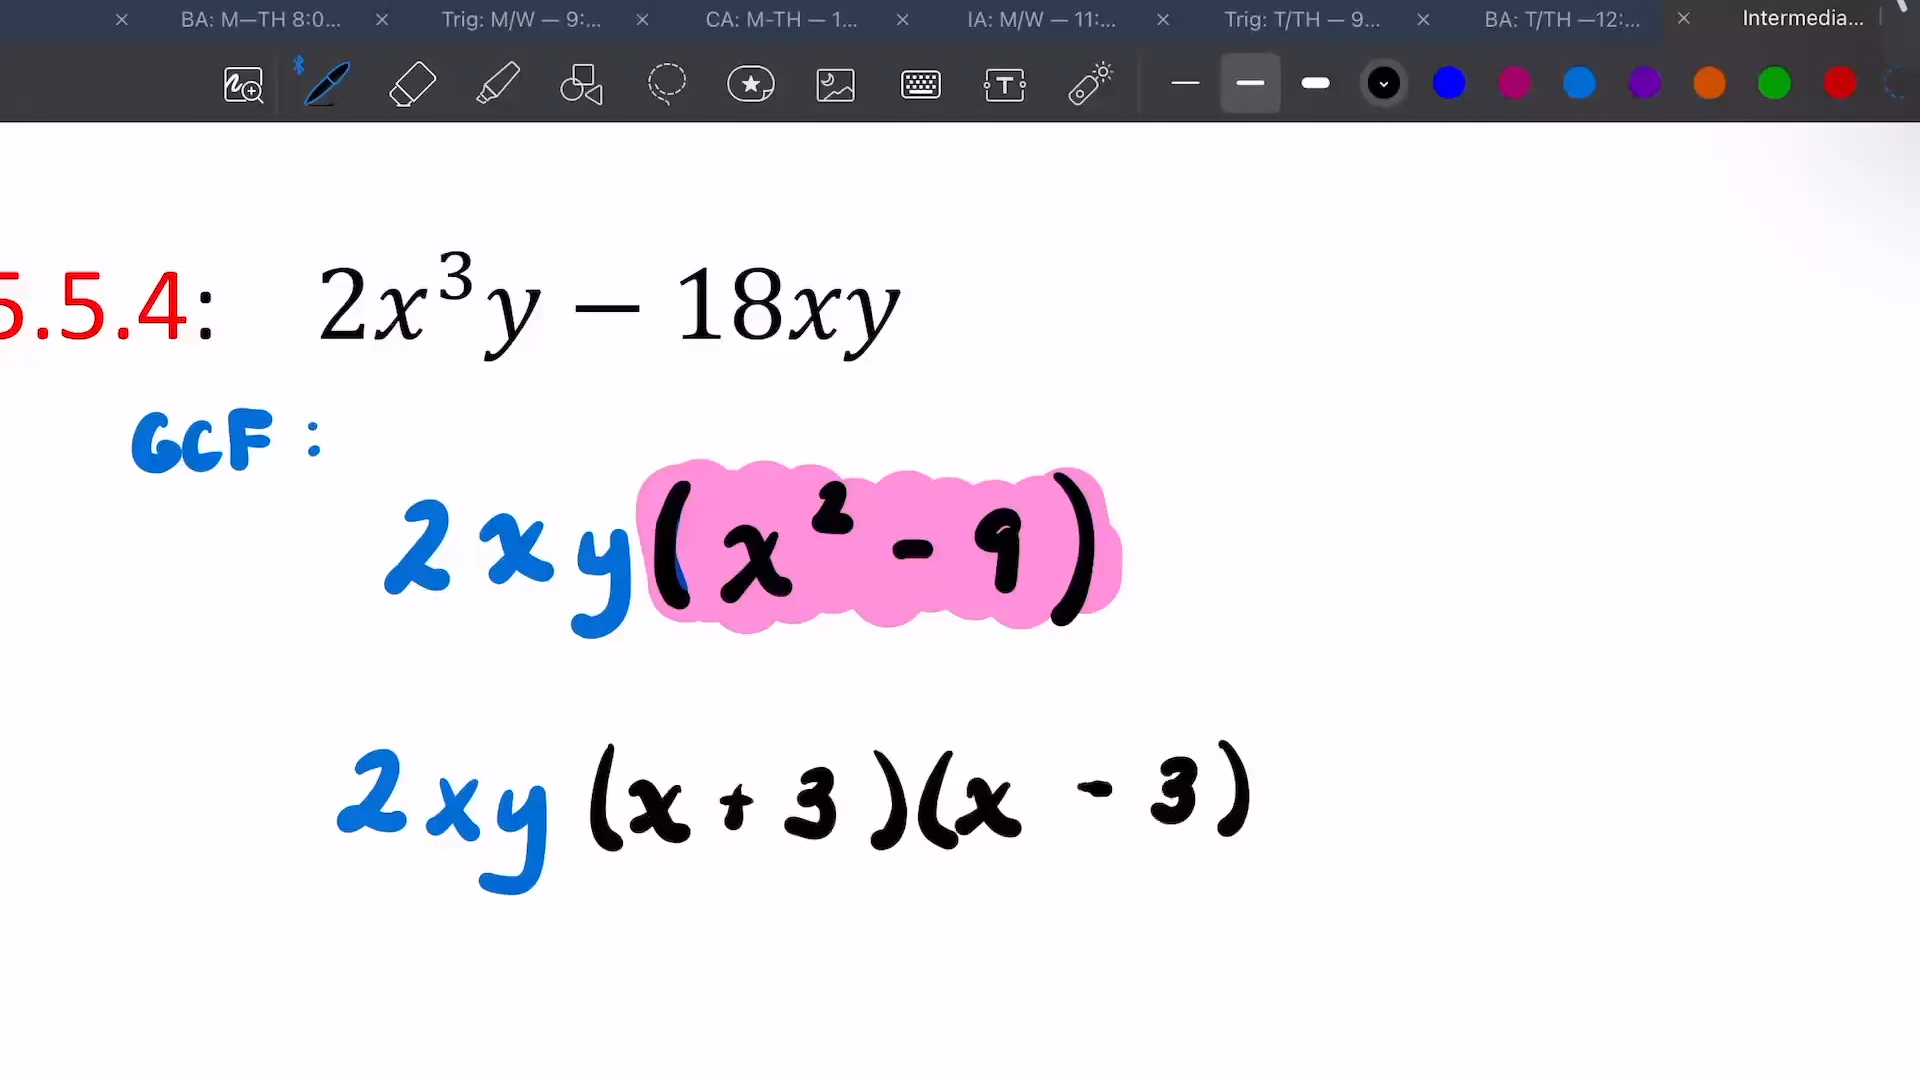 BA: M—TH 8:0... Trig: M/W — 9:... CA: M-TH — 1... IA: M/W — 11:... Trig: T/TH — 9... BA: T/TH —12:... Intermedia...
5.5.4: 2x³y − 18xy
GCF :
2xy(x² - 9)
2xy(x + 3)(x - 3)